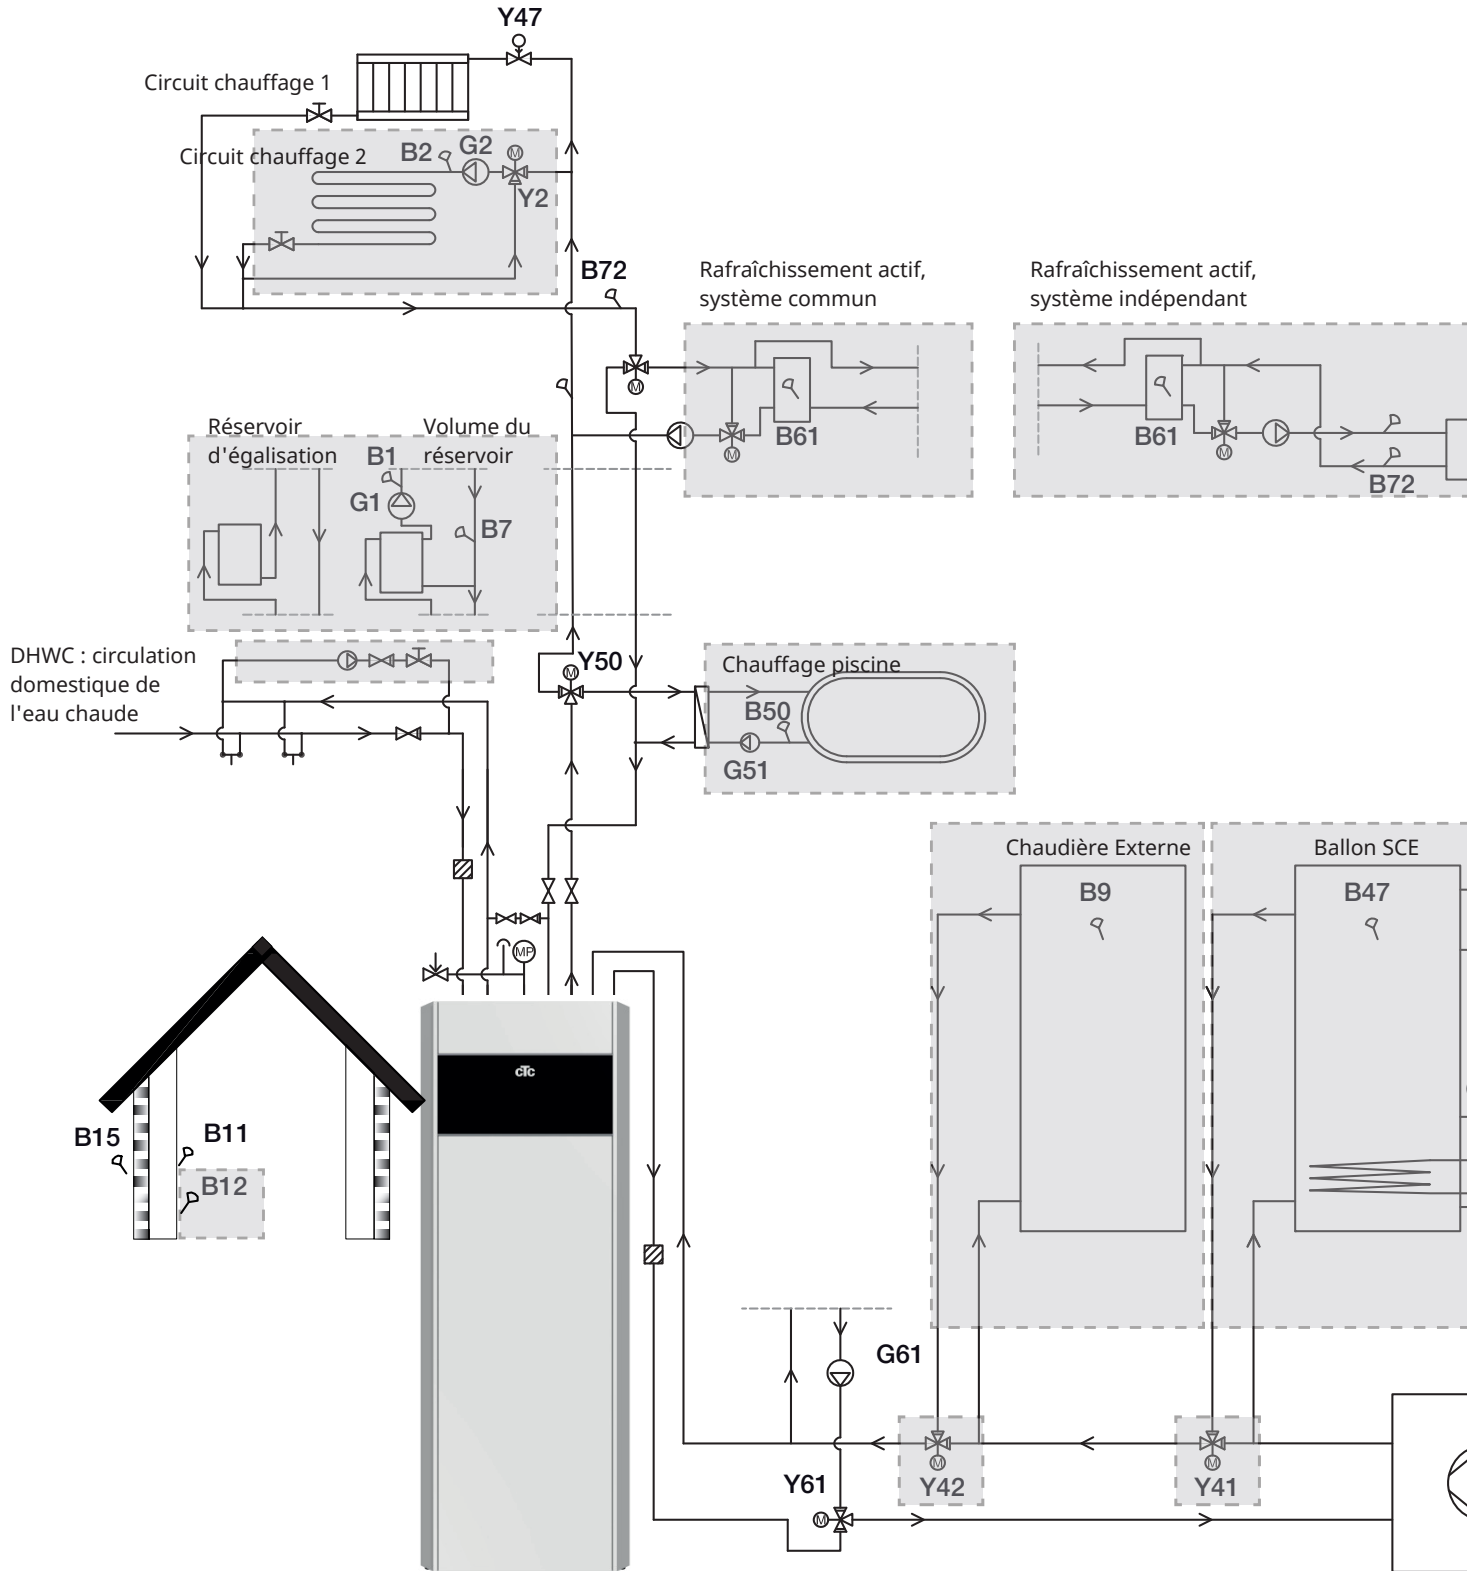 Y47
Circuit chauffage 1
Circuit chauffage 2
B2
G2
M
Y2
B72
Rafraîchissement actif,
système commun
Rafraîchissement actif,
système indépendant
M
B61
M
B61
M
B72
Réservoir
d'égalisation
Volume du
réservoir
B1
G1
B7
DHWC : circulation
domestique de
l'eau chaude
Y50
M
Chauffage piscine
B50
G51
Chaudière Externe
B9
Ballon SCE
B47
MP
cTc
B15
B11
B12
G61
Y61
M
M
Y42
M
Y41